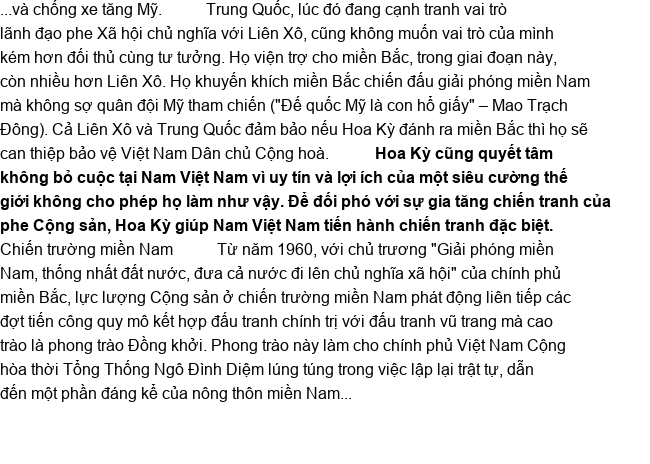 ...và chống xe tăng Mỹ. Trung Quốc, lúc đó đang cạnh tranh vai trò
lãnh đạo phe Xã hội chủ nghĩa với Liên Xô, cũng không muốn vai trò của mình
kém hơn đối thủ cùng tư tưởng. Họ viện trợ cho miền Bắc, trong giai đoạn này,
còn nhiều hơn Liên Xô. Họ khuyến khích miền Bắc chiến đấu giải phóng miền Nam
mà không sợ quân đội Mỹ tham chiến ("Đế quốc Mỹ là con hổ giấy" – Mao Trạch
Đông). Cả Liên Xô và Trung Quốc đảm bảo nếu Hoa Kỳ đánh ra miền Bắc thì họ sẽ
can thiệp bảo vệ Việt Nam Dân chủ Cộng hoà. Hoa Kỳ cũng quyết tâm
không bỏ cuộc tại Nam Việt Nam vì uy tín và lợi ích của một siêu cường thế
giới không cho phép họ làm như vậy. Để đối phó với sự gia tăng chiến tranh của
phe Cộng sản, Hoa Kỳ giúp Nam Việt Nam tiến hành chiến tranh đặc biệt.
Chiến trường miền Nam Từ năm 1960, với chủ trương "Giải phóng miền
Nam, thống nhất đất nước, đưa cả nước đi lên chủ nghĩa xã hội" của chính phủ
miền Bắc, lực lượng Cộng sản ở chiến trường miền Nam phát động liên tiếp các
đợt tiến công quy mô kết hợp đấu tranh chính trị với đấu tranh vũ trang mà cao
trào là phong trào Đồng khởi. Phong trào này làm cho chính phủ Việt Nam Cộng
hòa thời Tổng Thống Ngô Đình Diệm lúng túng trong việc lập lại trật tự, dẫn
đến một phần đáng kể của nông thôn miền Nam...